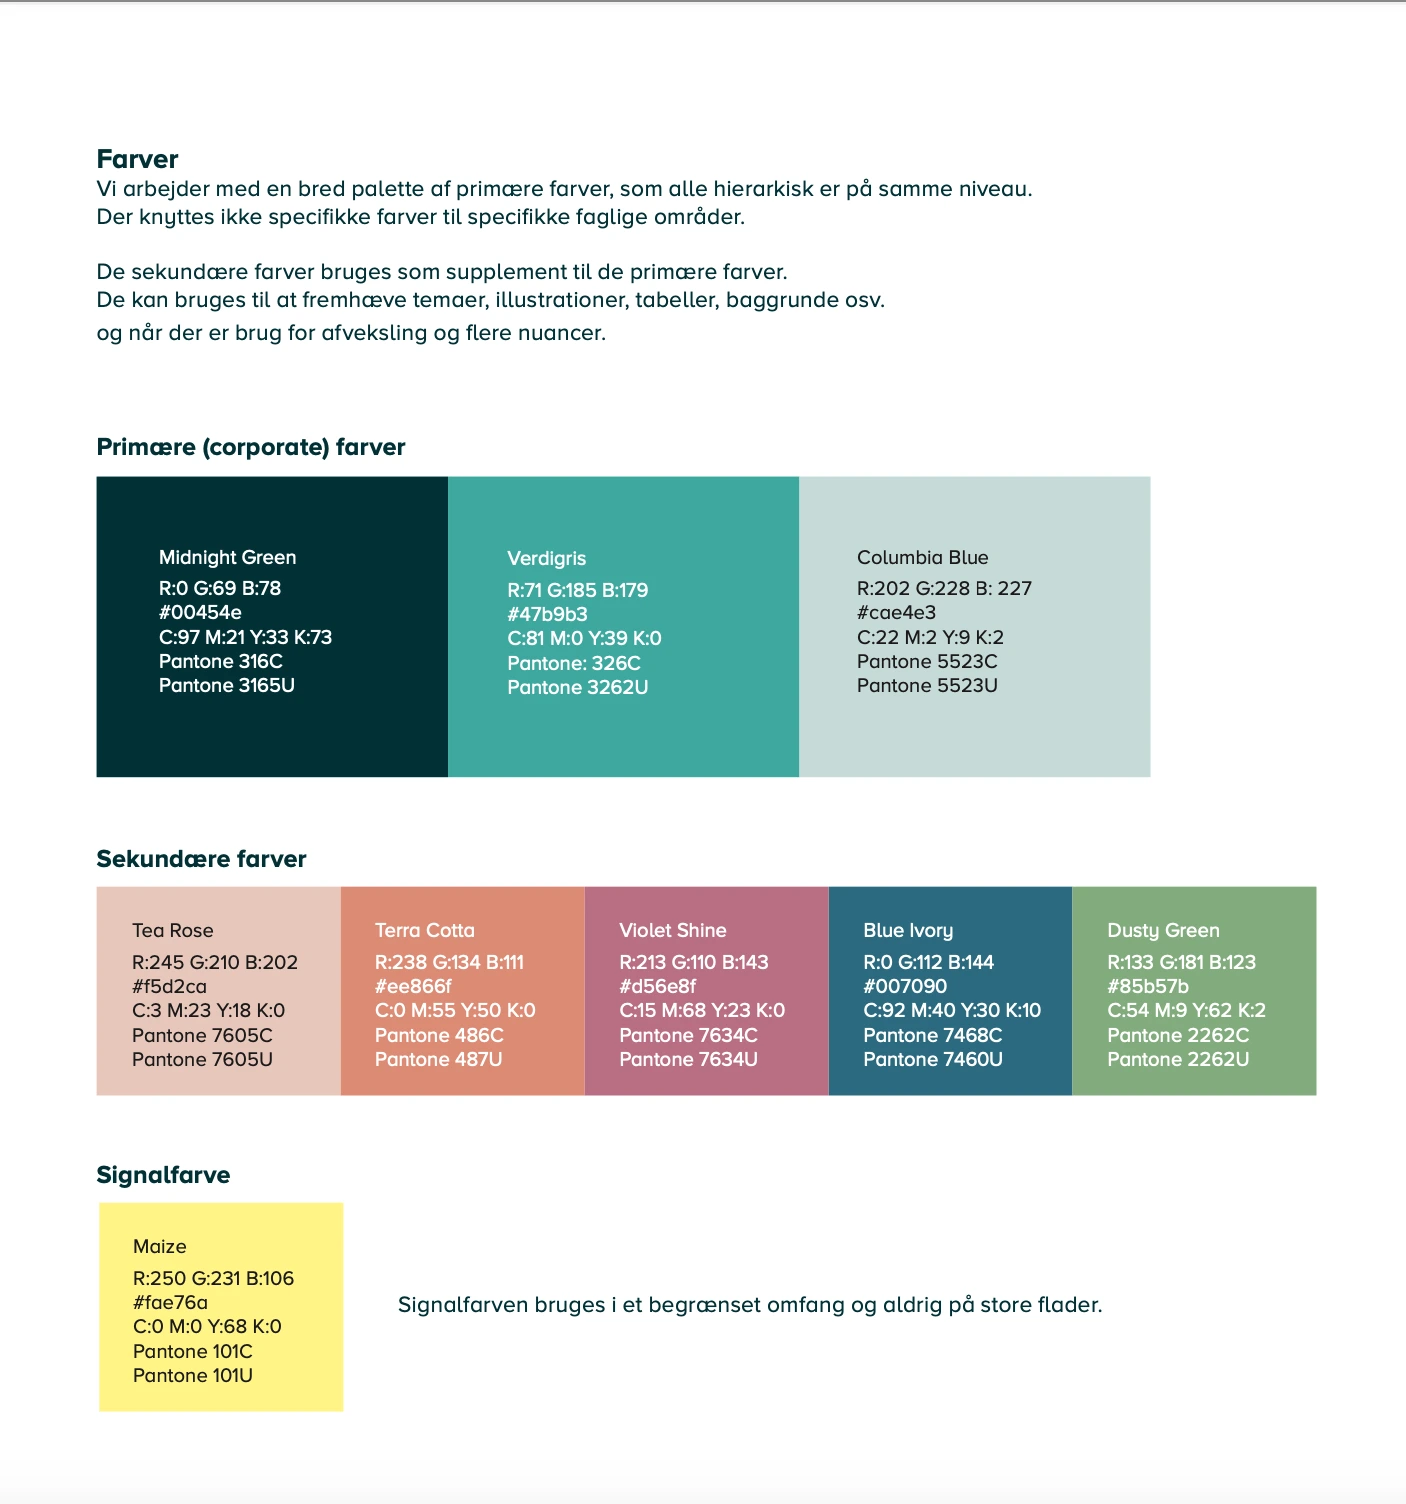 Farver
Vi arbejder med en bred palette af primære farver, som alle hierarkisk er på samme niveau.
Der knyttes ikke specifikke farver til specifikke faglige områder.
De sekundære farver bruges som supplement til de primære farver.
De kan bruges til at fremhæve temaer, illustrationer, tabeller, baggrunde osv.
og når der er brug for afveksling og flere nuancer.
Primære (corporate) farver
Midnight Green
R:0 G:69 B:78
#00454e
C:97 M:21 Y:33 K:73
Pantone 316C
Pantone 3165U
Verdigris
R:71 G:185 B:179
#47b9b3
C:81 M:0 Y:39 K:0
Pantone: 326C
Pantone 3262U
Columbia Blue
R:202 G:228 B: 227
#cae4e3
C:22 M:2 Y:9 K:2
Pantone 5523C
Pantone 5523U
Sekundære farver
Tea Rose
R:245 G:210 B:202
#f5d2ca
C:3 M:23 Y:18 K:0
Pantone 7605C
Pantone 7605U
Terra Cotta
R:238 G:134 B:111
#ee866f
C:0 M:55 Y:50 K:0
Pantone 486C
Pantone 487U
Violet Shine
R:213 G:110 B:143
#d56e8f
C:15 M:68 Y:23 K:0
Pantone 7634C
Pantone 7634U
Blue Ivory
R:0 G:112 B:144
#007090
C:92 M:40 Y:30 K:10
Pantone 7468C
Pantone 7460U
Dusty Green
R:133 G:181 B:123
#85b57b
C:54 M:9 Y:62 K:2
Pantone 2262C
Pantone 2262U
Signalfarve
Maize
R:250 G:231 B:106
#fae76a
C:0 M:0 Y:68 K:0
Pantone 101C
Pantone 101U
Signalfarven bruges i et begrænset omfang og aldrig på store flader.